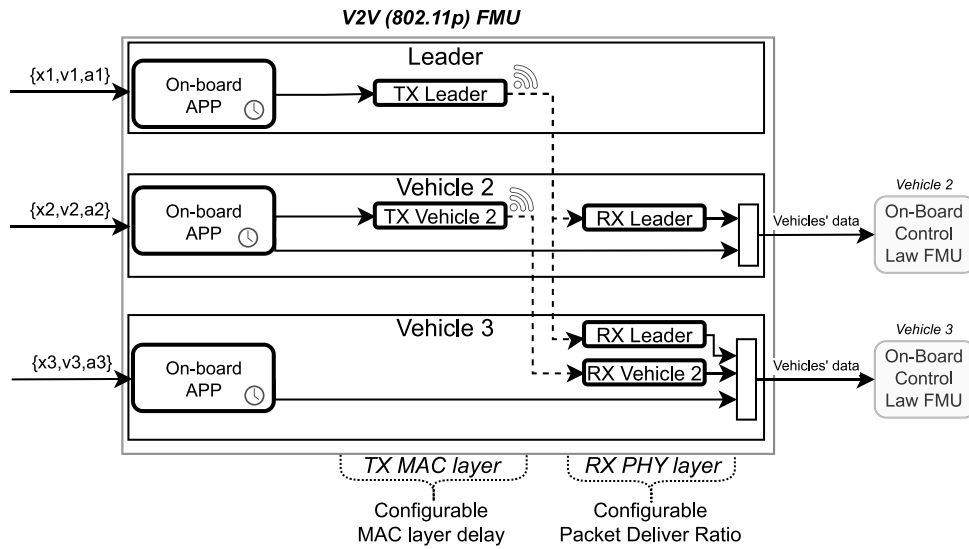 V2V (802.11p) FMU
Leader
{x1,v1,a1}
On-board
APP
TX Leader
Vehicle 2
{x2,v2,a2}
On-board
APP
TX Vehicle 2
RX Leader
Vehicles' data
Vehicle 2
On-Board
Control
Law FMU
Vehicle 3
{x3,v3,a3}
On-board
APP
RX Leader
RX Vehicle 2
Vehicles' data
Vehicle 3
On-Board
Control
Law FMU
TX MAC layer
RX PHY layer
Configurable
MAC layer delay
Configurable
Packet Deliver Ratio